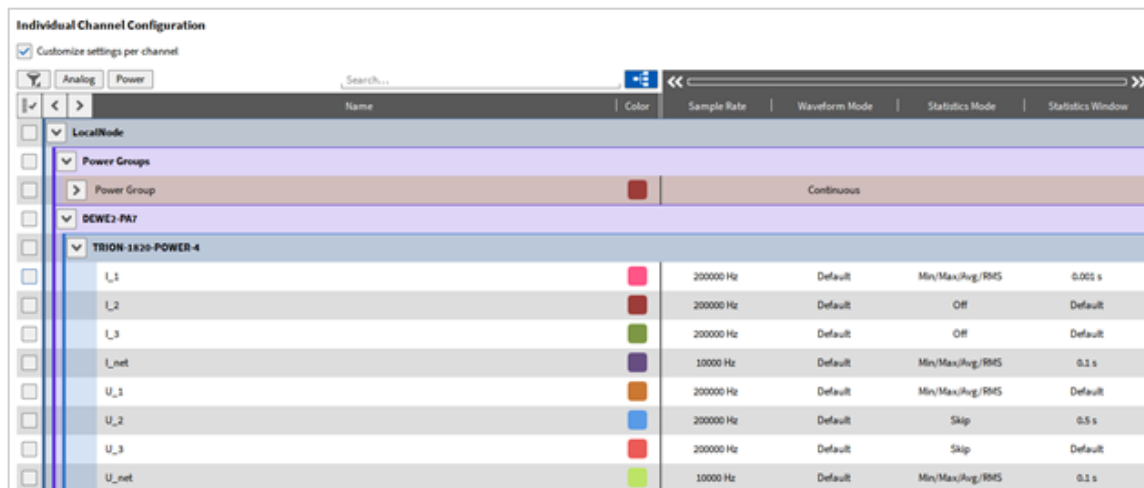 Individual Channel Configuration
Customize settings per channel
Analog Power Search...
Name Color Sample Rate Waveform Mode Statistics Mode Statistics Window
LocalNode
Power Groups
Power Group Continuous
DEWE2-PA7
TRION-1820-POWER-4
I_1 200000 Hz Default Min/Max/Avg/RMS 0.001 s
I_2 200000 Hz Default Off Default
I_3 200000 Hz Default Off Default
I_net 10000 Hz Default Min/Max/Avg/RMS 0.1 s
U_1 200000 Hz Default Min/Max/Avg/RMS Default
U_2 200000 Hz Default Skip 0.5 s
U_3 200000 Hz Default Skip Default
U_net 10000 Hz Default Min/Max/Avg/RMS 0.1 s